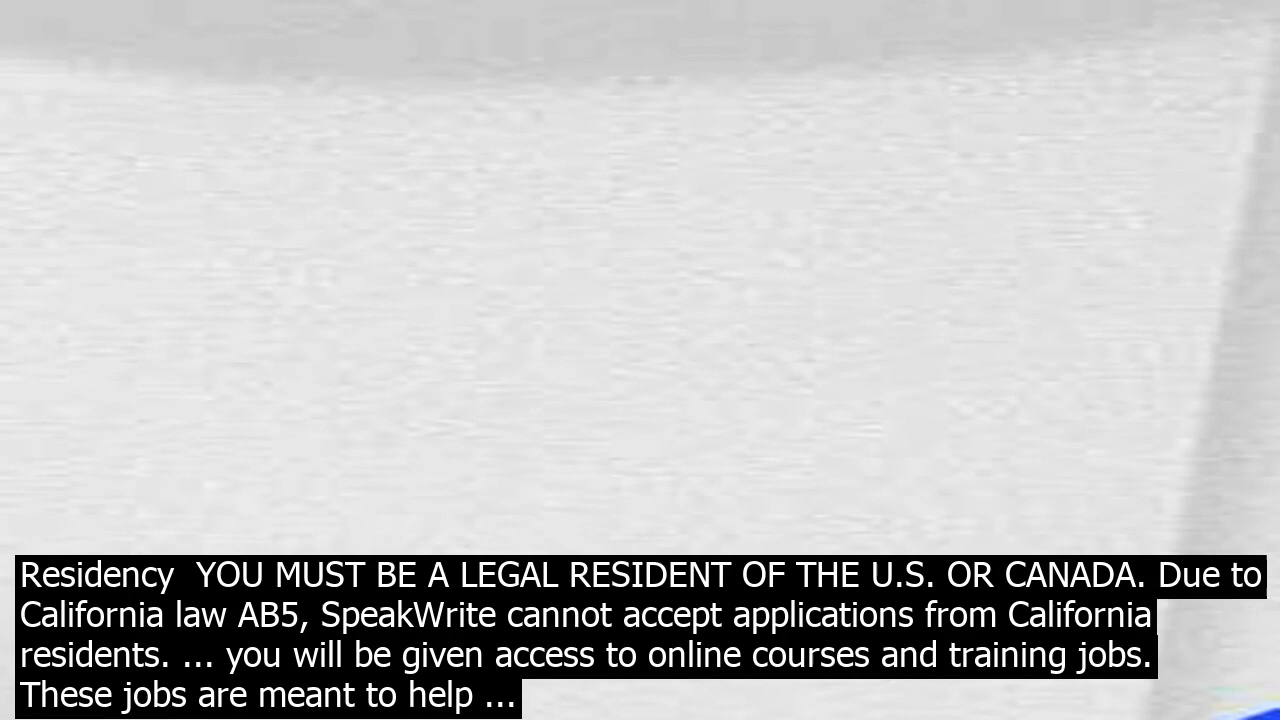 Residency  YOU MUST BE A LEGAL RESIDENT OF THE U.S. OR CANADA. Due to
California law AB5, SpeakWrite cannot accept applications from California
residents. ... you will be given access to online courses and training jobs.
These jobs are meant to help ...